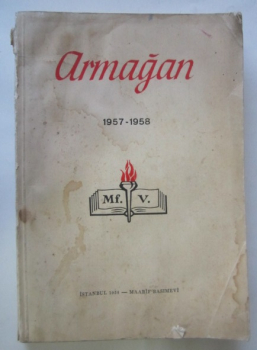 Armağan
1957-1958
Mf. V.
İSTANBUL — MAARİF BASIMEVİ